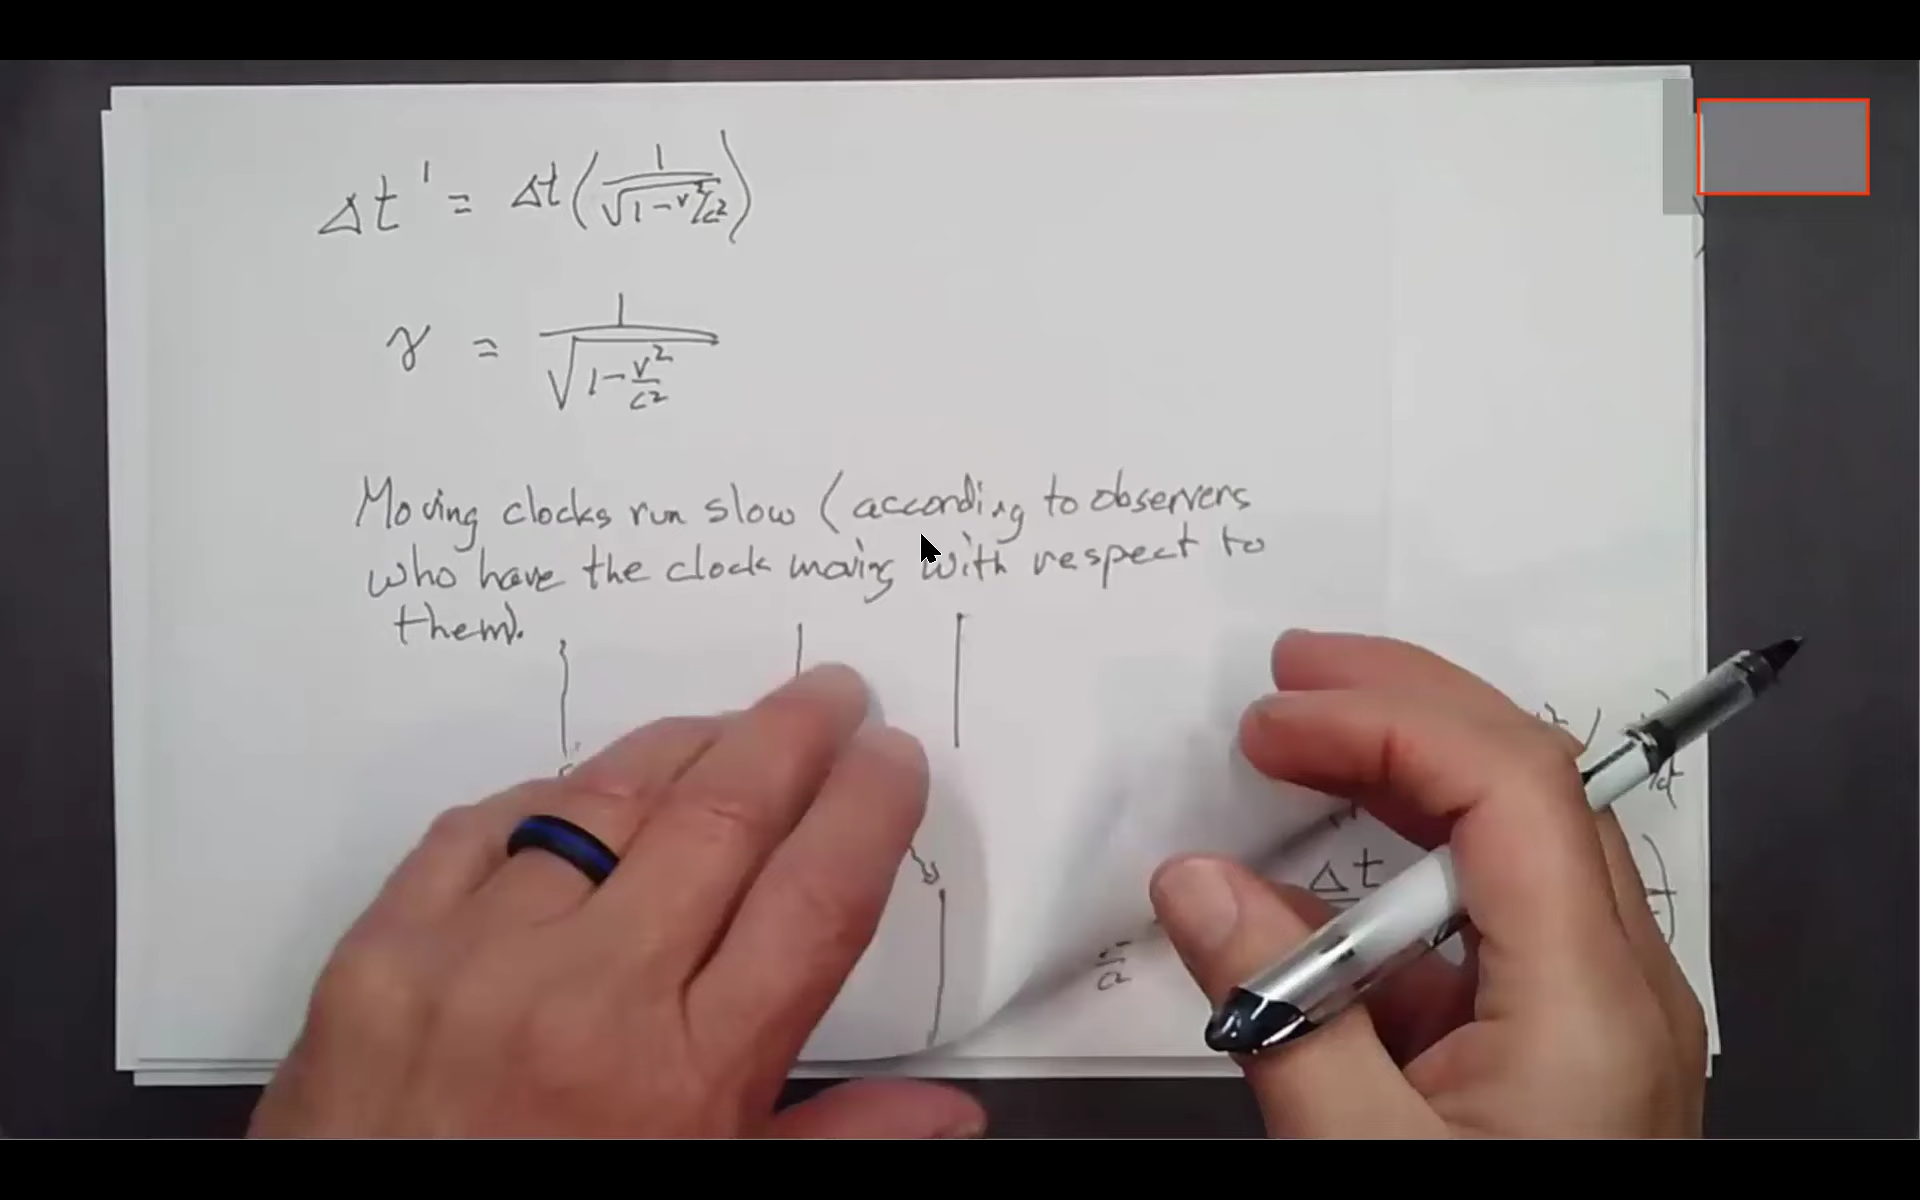 Δt' = Δt(1/√(1-v²/c²))
γ = 1/√(1-v²/c²)
Moving clocks run slow (according to observers
who have the clock moving with respect to
them).
Δt